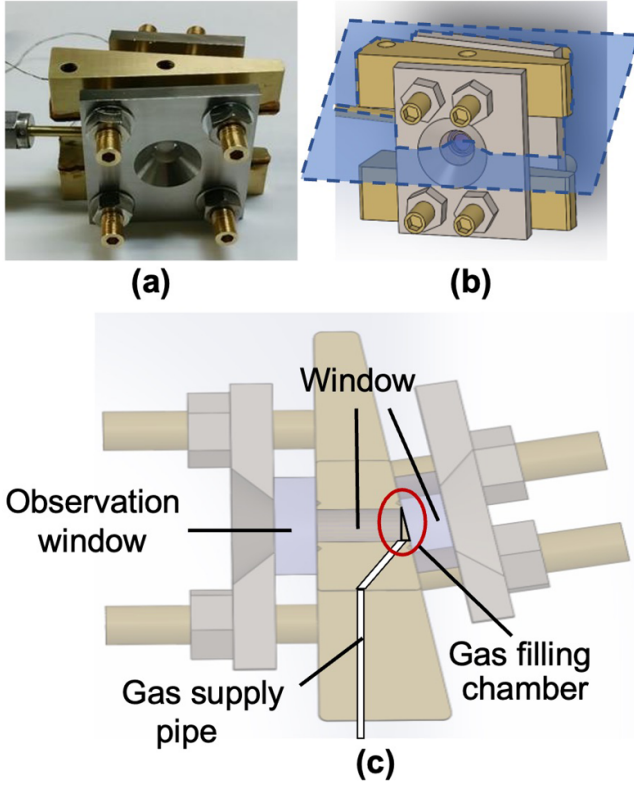 (a)
(b)
Window
Observation
window
Gas filling
chamber
Gas supply
pipe
(c)